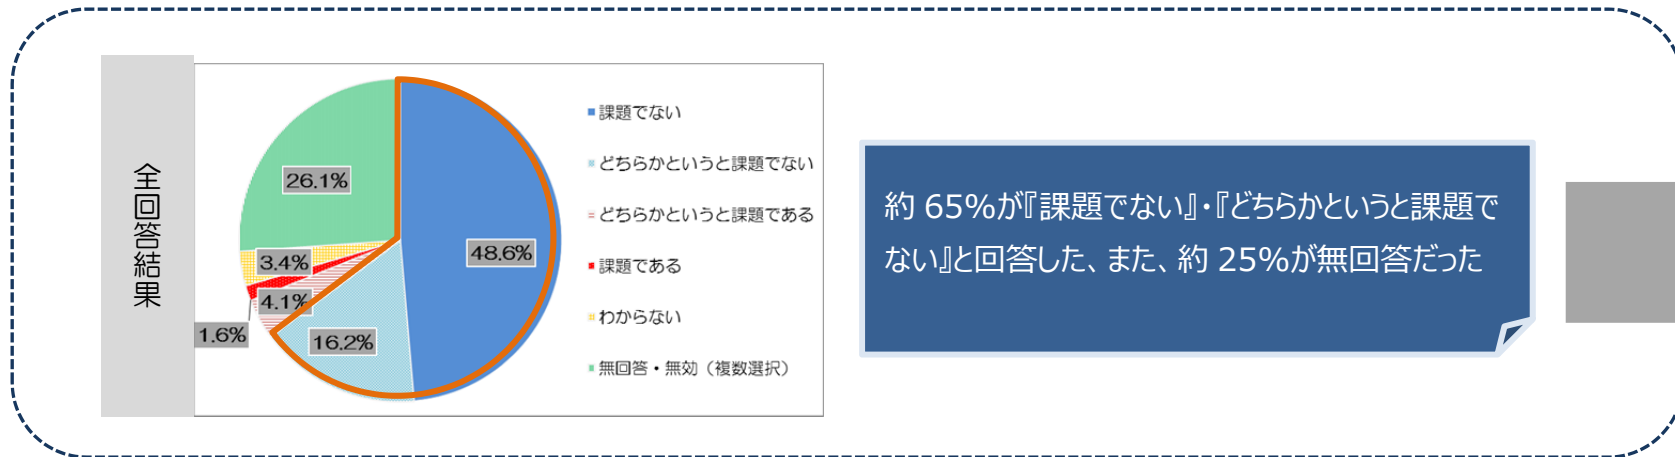 全回答結果
26.1%
3.4%
4.1%
1.6%
16.2%
48.6%
課題でない
どちらかというと課題でない
どちらかというと課題である
課題である
わからない
無回答・無効（複数選択）
約 65%が『課題でない』・『どちらかというと課題で
ない』と回答した、また、約 25%が無回答だった